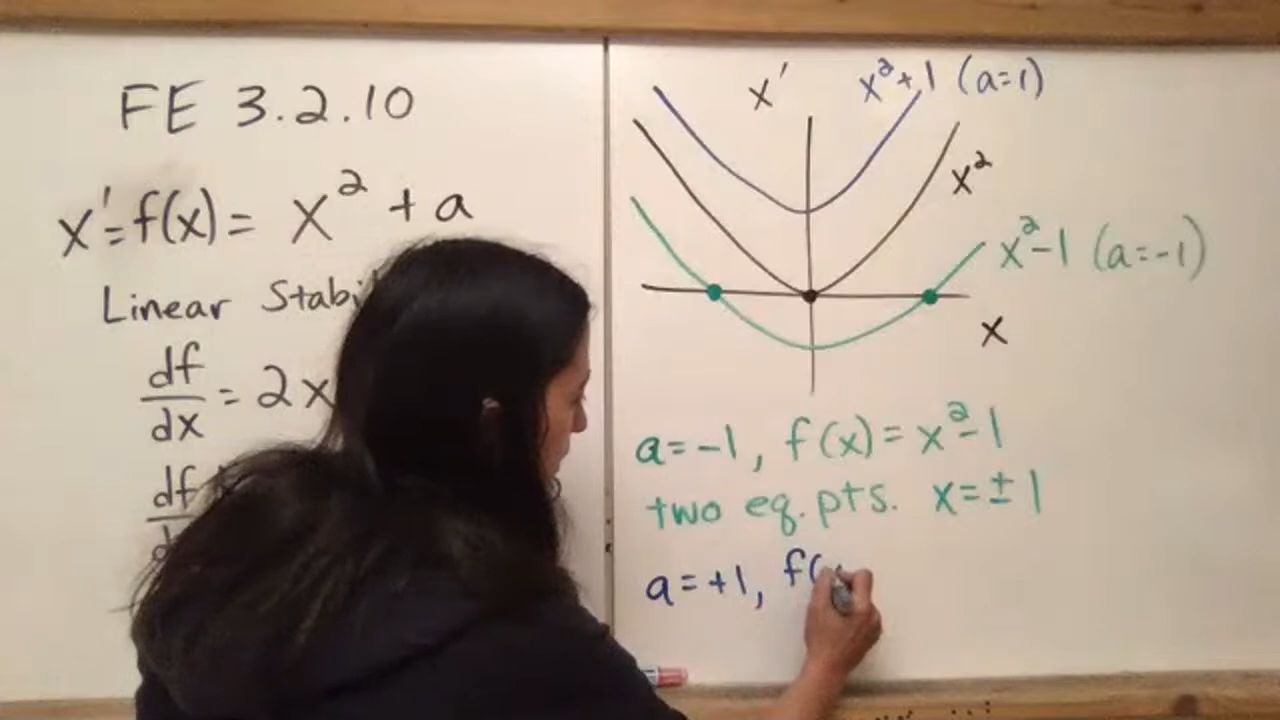 FE 3.2.10
x'=f(x)= x² + a
Linear
df/dx = 2x
df
x'
x²+1 (a=1)
x²
x²-1 (a=-1)
x
a=-1, f(x)= x²-1
two eq. pts. x=±1
a=+1, f(